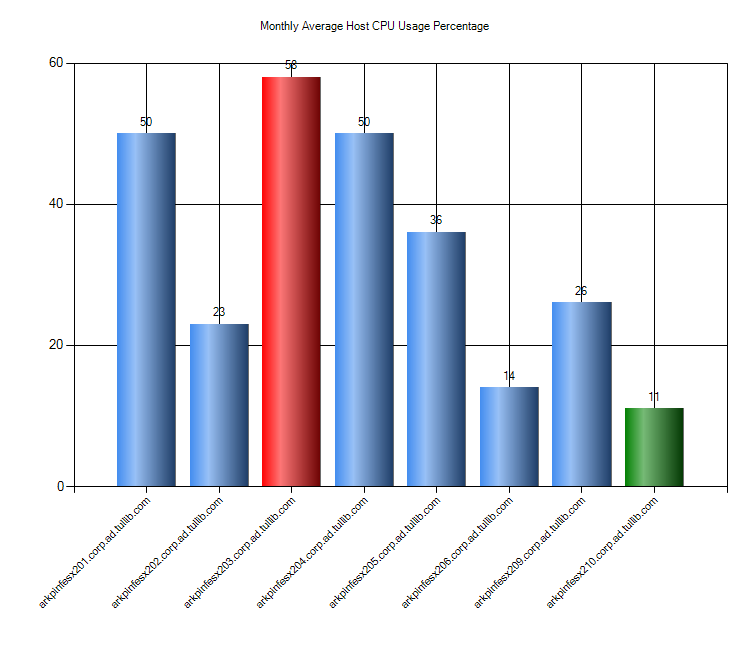 Monthly Average Host CPU Usage Percentage
60
58
50
50
40
36
26
23
20
14
11
0
arkpinfesx201.corp.ad.tullib.com
arkpinfesx202.corp.ad.tullib.com
arkpinfesx203.corp.ad.tullib.com
arkpinfesx204.corp.ad.tullib.com
arkpinfesx205.corp.ad.tullib.com
arkpinfesx206.corp.ad.tullib.com
arkpinfesx209.corp.ad.tullib.com
arkpinfesx210.corp.ad.tullib.com